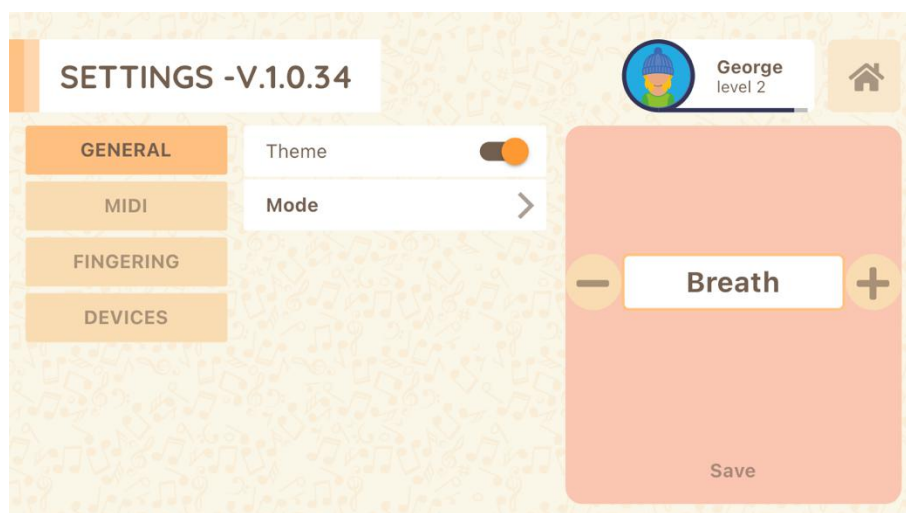 SETTINGS -V.1.0.34
George
level 2
GENERAL
MIDI
FINGERING
DEVICES
Theme
Mode
Breath
Save